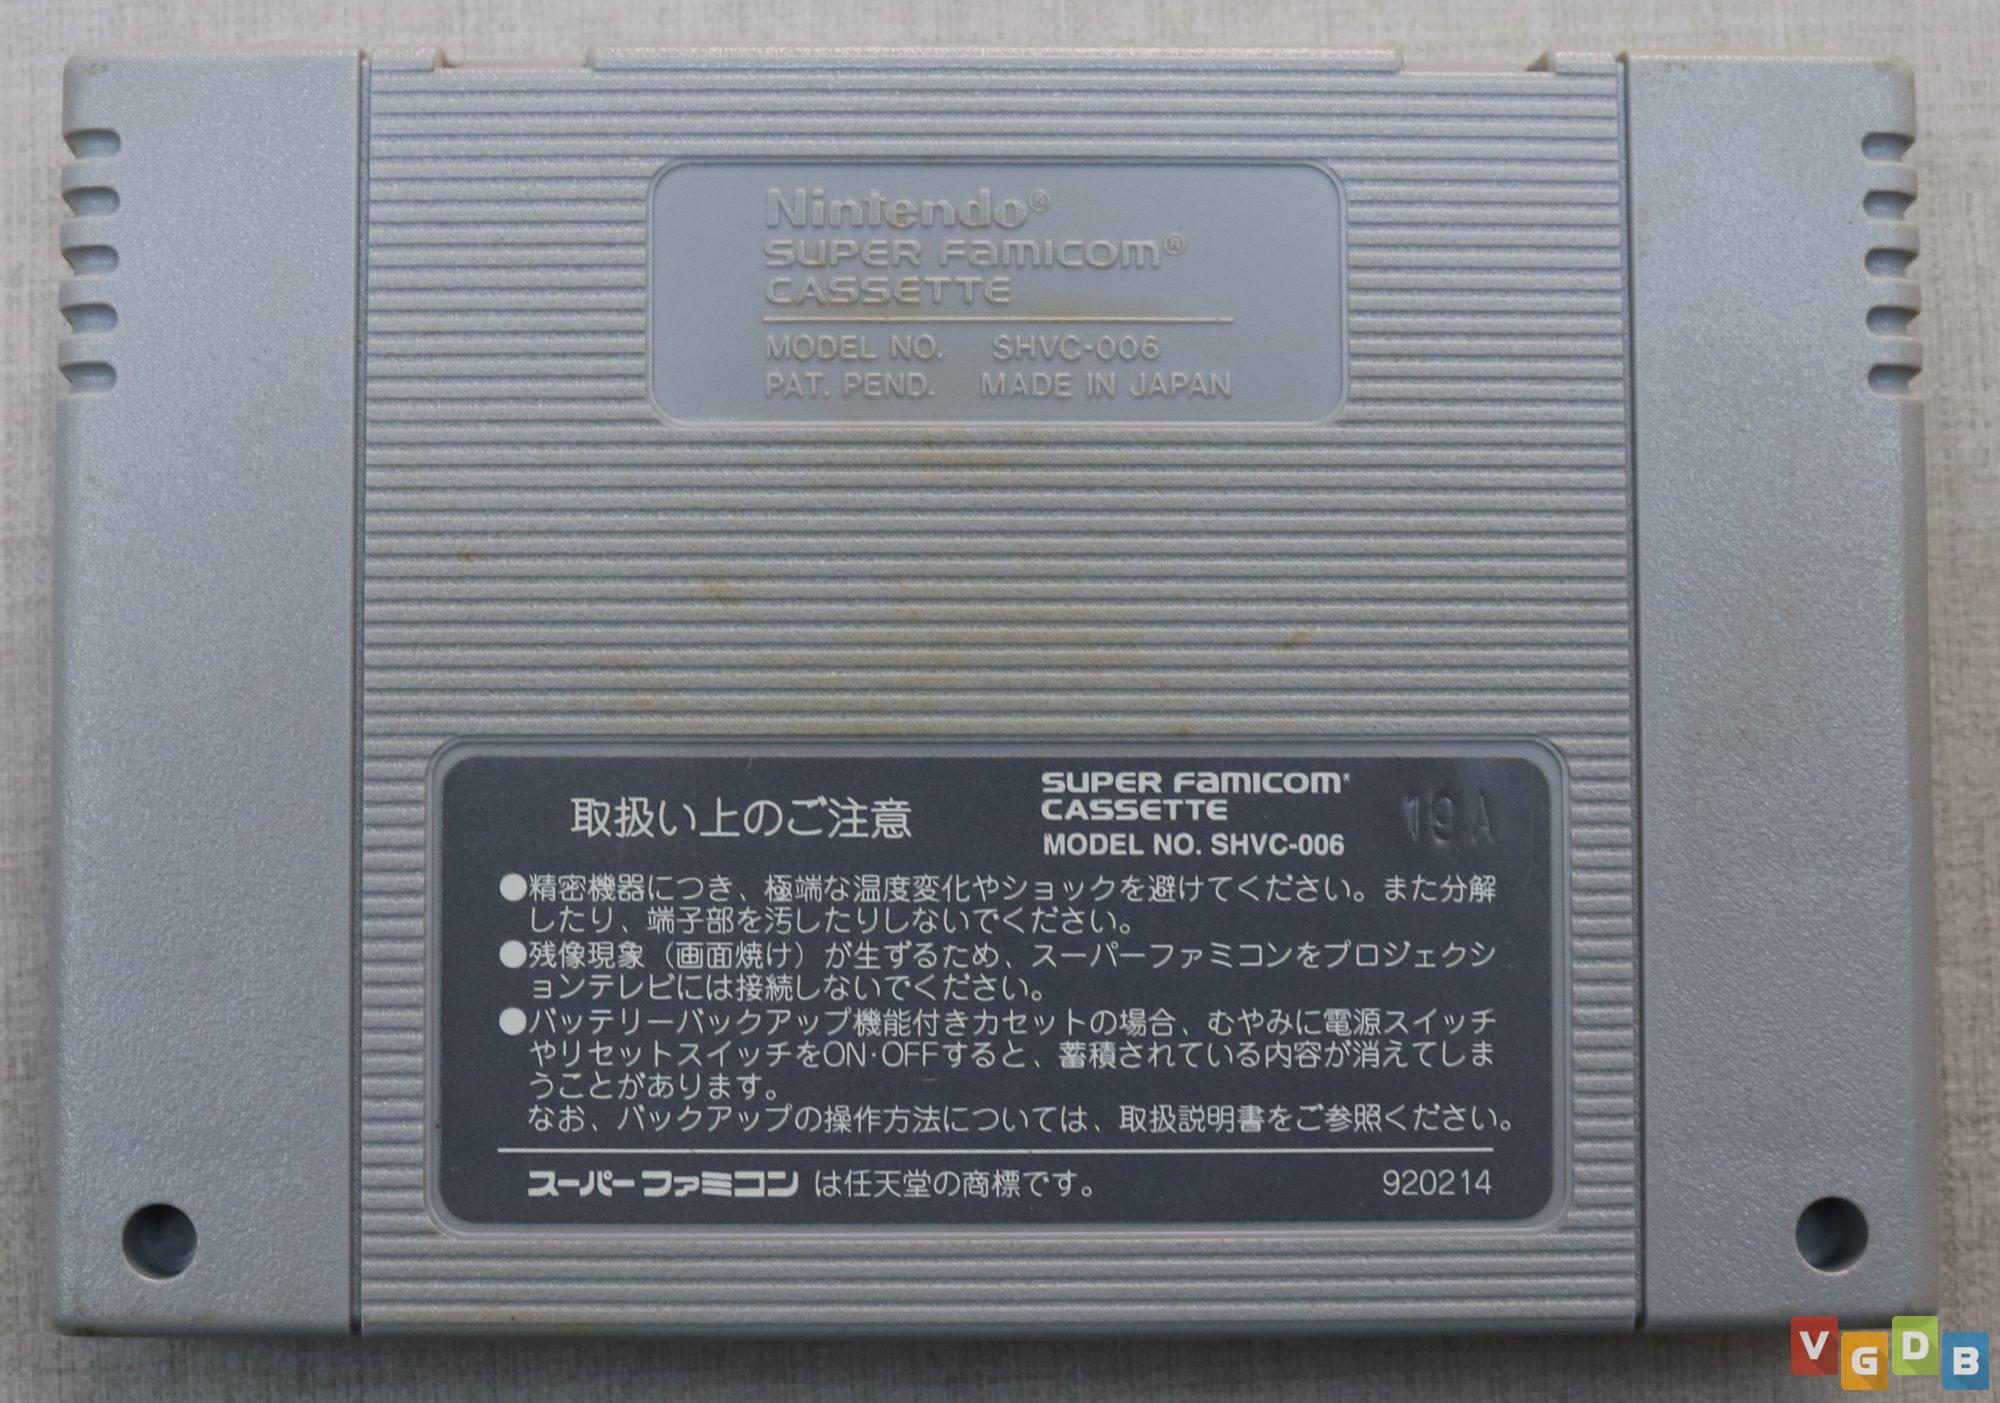 Nintendo®
SUPER FAMICOM®
CASSETTE
MODEL NO. SHVC-006
PAT. PEND. MADE IN JAPAN
取扱い上のご注意
SUPER FAMICOM®
CASSETTE
MODEL NO. SHVC-006
19A
●精密機器につき、極端な温度変化やショックを避けてください。また分解
したり、端子部を汚したりしないでください。
●残像現象（画面焼け）が生ずるため、スーパーファミコンをプロジェクシ
ョンテレビには接続しないでください。
●バッテリーバックアップ機能付きカセットの場合、むやみに電源スイッチ
やリセットスイッチをON·OFFすると、蓄積されている内容が消えてしま
うことがあります。
なお、バックアップの操作方法については、取扱説明書をご参照ください。
スーパーファミコンは任天堂の商標です。
920214
VGDB